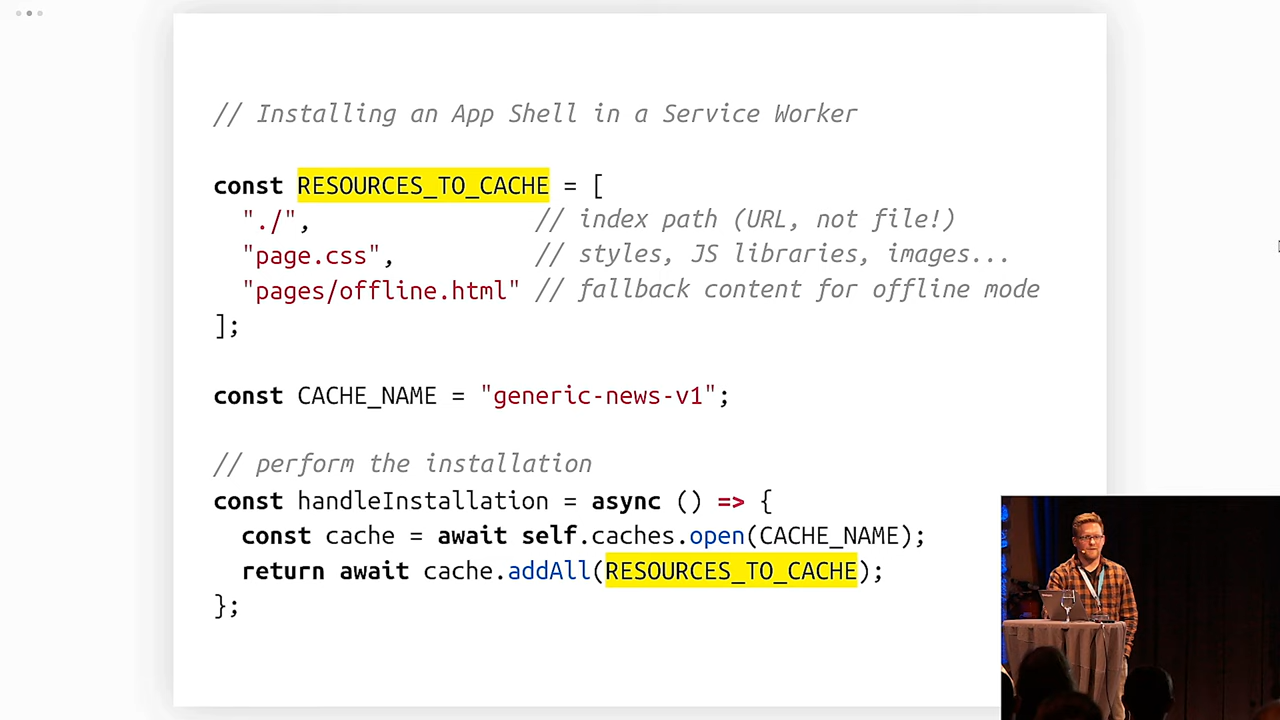 // Installing an App Shell in a Service Worker
const RESOURCES_TO_CACHE = [
"./", // index path (URL, not file!)
"page.css", // styles, JS libraries, images...
"pages/offline.html" // fallback content for offline mode
];
const CACHE_NAME = "generic-news-v1";
// perform the installation
const handleInstallation = async () => {
const cache = await self.caches.open(CACHE_NAME);
return await cache.addAll(RESOURCES_TO_CACHE);
};